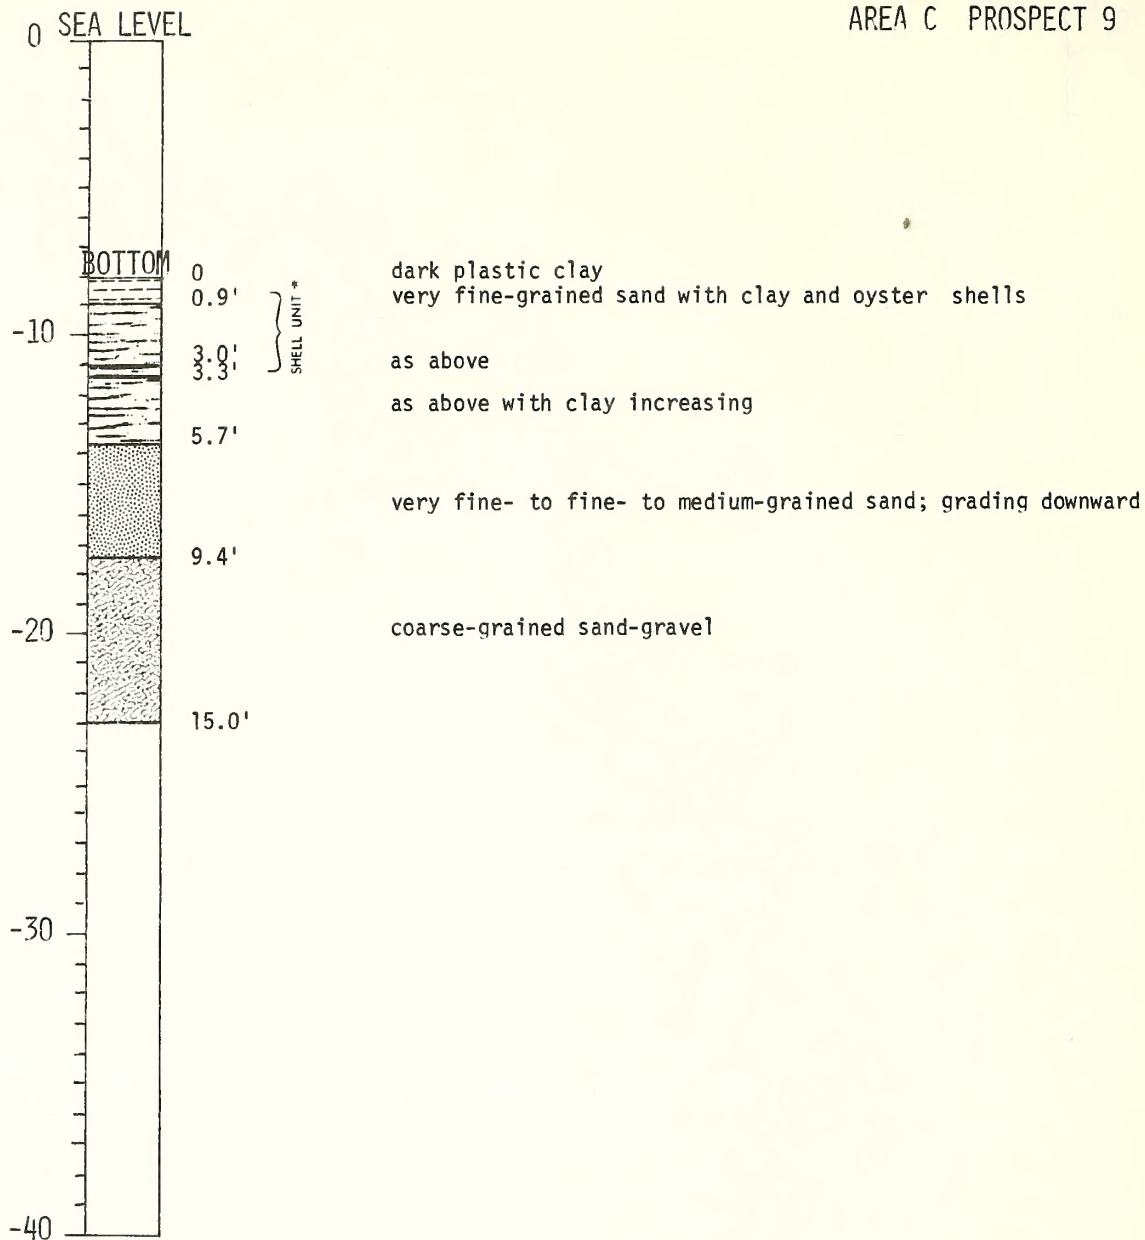 AREA C PROSPECT 9
0 SEA LEVEL
BOTTOM
0 dark plastic clay
0.9' very fine-grained sand with clay and oyster shells
SHELL UNIT *
-10
3.0'
3.3' as above
as above with clay increasing
5.7'
very fine- to fine- to medium-grained sand; grading downward
9.4'
-20 coarse-grained sand-gravel
15.0'
-30
-40